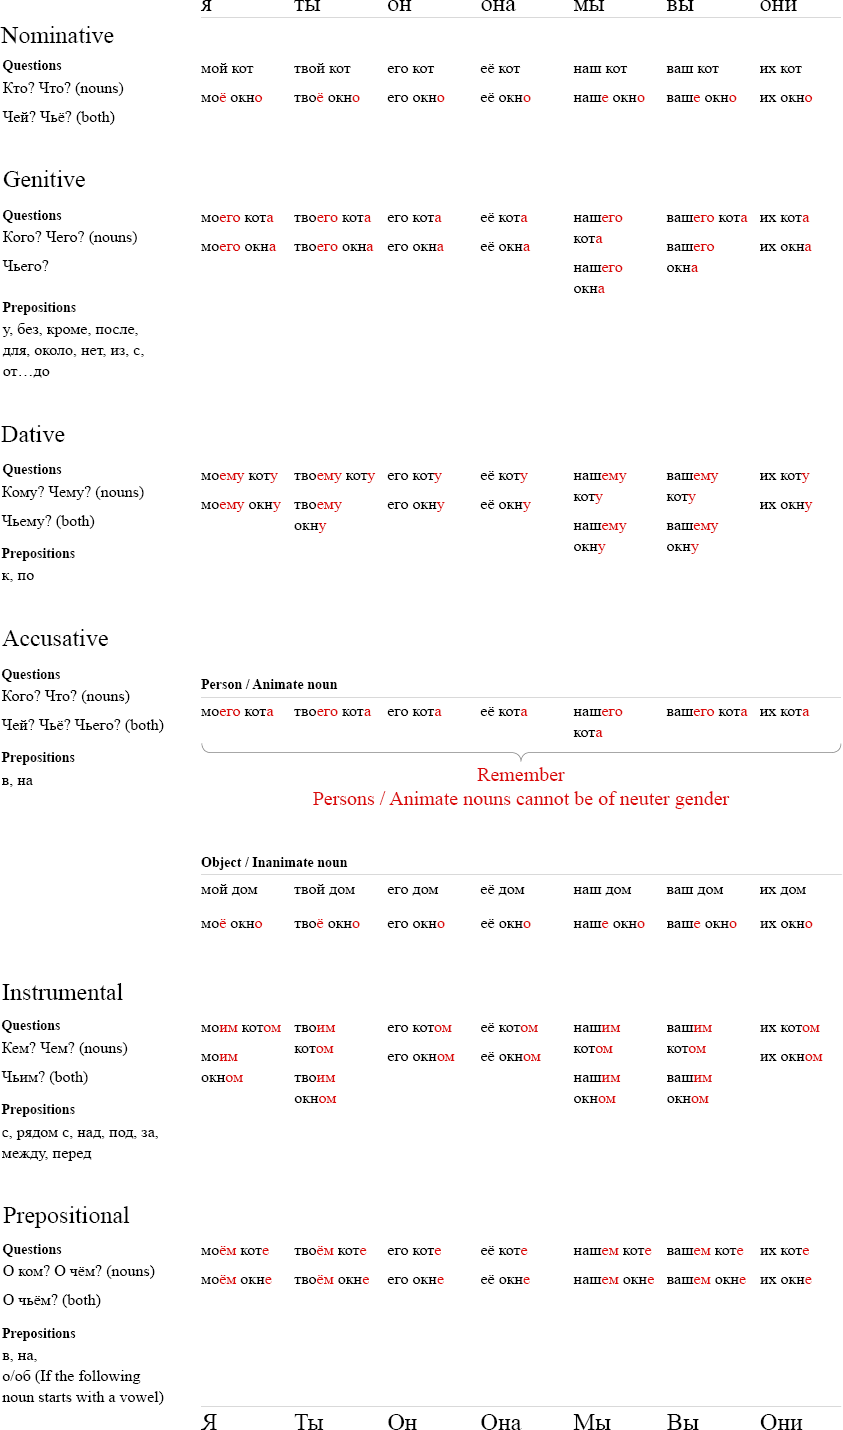 я ты он она мы вы они
Nominative
Questions
Кто? Что? (nouns)
Чей? Чьё? (both)
мой кот твой кот его кот её кот наш кот ваш кот их кот
моё окно твоё окно его окно её окно наше окно ваше окно их окно
Genitive
Questions
Кого? Чего? (nouns)
Чьего?
Prepositions
у, без, кроме, после,
для, около, нет, из, с,
от…до
моего кота твоего кота его кота её кота нашего кота вашего кота их кота
моего окна твоего окна его окна её окна нашего окна вашего окна их окна
Dative
Questions
Кому? Чему? (nouns)
Чьему? (both)
Prepositions
к, по
моему коту твоему коту его коту её коту нашему коту вашему коту их коту
моему окну твоему окну его окну её окну нашему окну вашему окну их окну
Accusative
Questions
Кого? Что? (nouns)
Чей? Чьё? Чьего? (both)
Prepositions
в, на
Person / Animate noun
моего кота твоего кота его кота её кота нашего кота вашего кота их кота
Remember
Persons / Animate nouns cannot be of neuter gender
Object / Inanimate noun
мой дом твой дом его дом её дом наш дом ваш дом их дом
моё окно твоё окно его окно её окно наше окно ваше окно их окно
Instrumental
Questions
Кем? Чем? (nouns)
Чьим? (both)
Prepositions
с, рядом с, над, под, за,
между, перед
моим котом твоим котом его котом её котом нашим котом вашим котом их котом
моим окном твоим окном его окном её окном нашим окном вашим окном их окном
Prepositional
Questions
О ком? О чём? (nouns)
О чьём? (both)
Prepositions
в, на,
о/об (If the following
noun starts with a vowel)
моём коте твоём коте его коте её коте нашем коте вашем коте их коте
моём окне твоём окне его окне её окне нашем окне вашем окне их окне
Я Ты Он Она Мы Вы Они